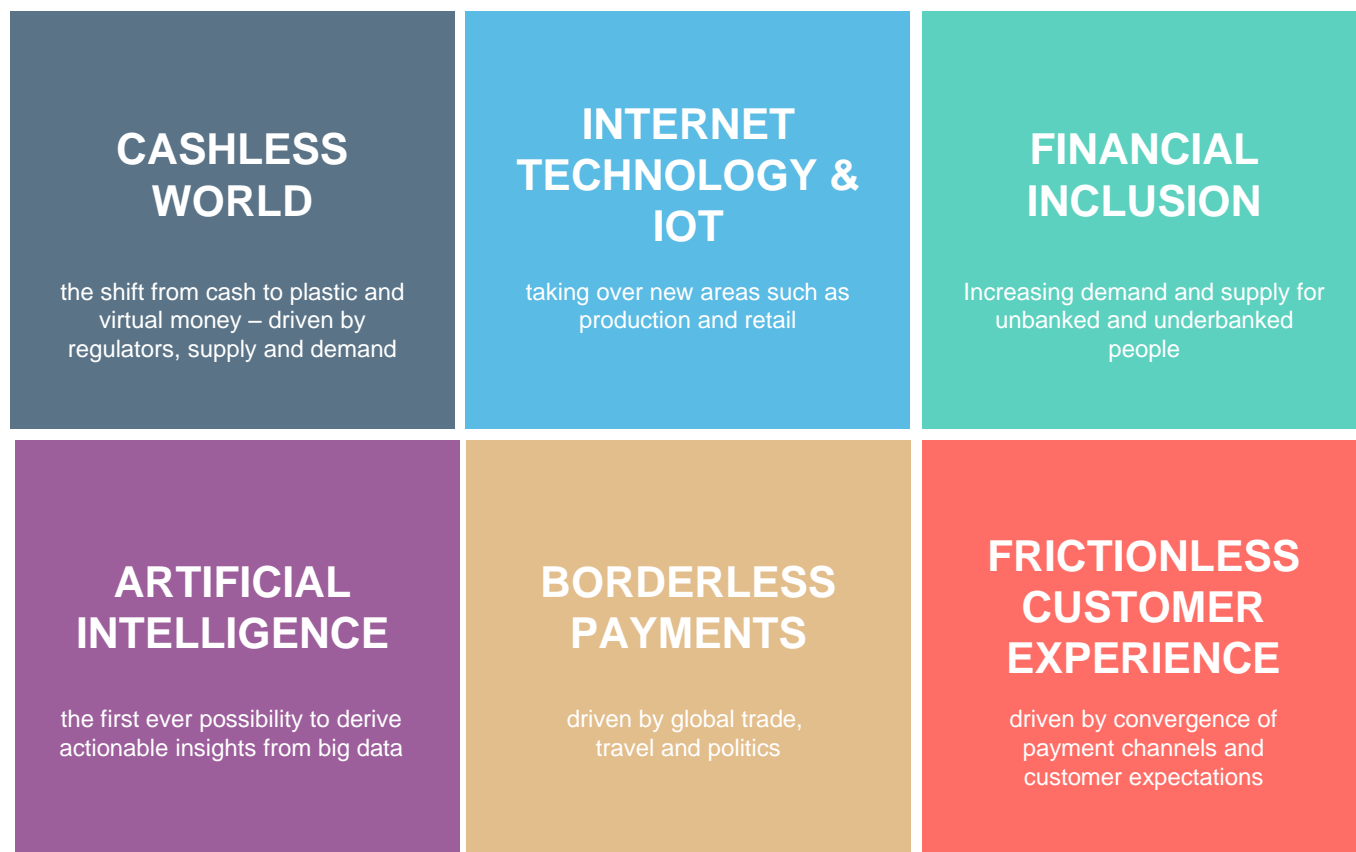 CASHLESS
WORLD
the shift from cash to plastic and
virtual money – driven by
regulators, supply and demand
INTERNET
TECHNOLOGY &
IOT
taking over new areas such as
production and retail
FINANCIAL
INCLUSION
Increasing demand and supply for
unbanked and underbanked
people
ARTIFICIAL
INTELLIGENCE
the first ever possibility to derive
actionable insights from big data
BORDERLESS
PAYMENTS
driven by global trade,
travel and politics
FRICTIONLESS
CUSTOMER
EXPERIENCE
driven by convergence of
payment channels and
customer expectations